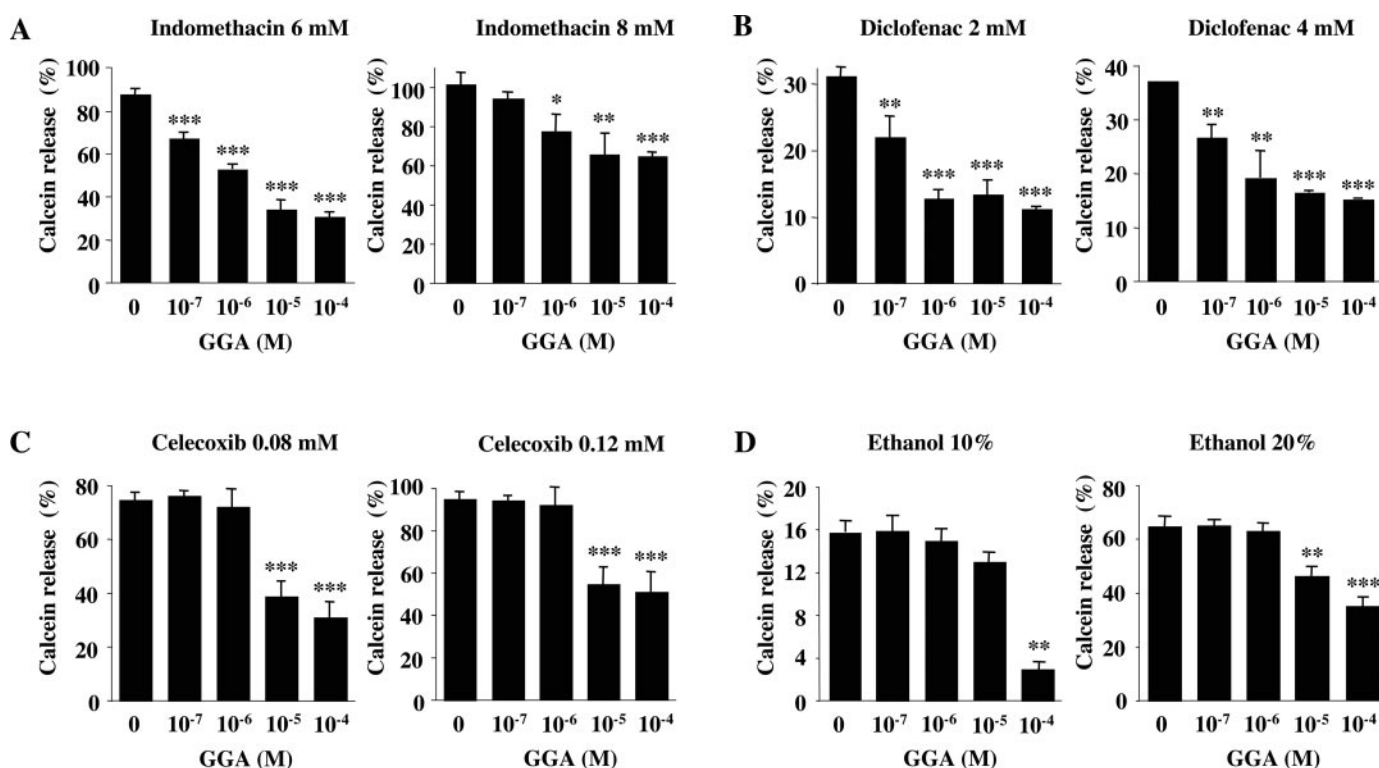 A
Indomethacin 6 mM
Calcein release (%)
100
80
60
40
20
0
***
***
***
***
0 10⁻⁷ 10⁻⁶ 10⁻⁵ 10⁻⁴
GGA (M)
Indomethacin 8 mM
Calcein release (%)
100
80
60
40
20
0
*
**
***
0 10⁻⁷ 10⁻⁶ 10⁻⁵ 10⁻⁴
GGA (M)
B
Diclofenac 2 mM
Calcein release (%)
30
20
10
0
**
***
***
***
0 10⁻⁷ 10⁻⁶ 10⁻⁵ 10⁻⁴
GGA (M)
Diclofenac 4 mM
Calcein release (%)
40
30
20
10
0
**
**
***
***
0 10⁻⁷ 10⁻⁶ 10⁻⁵ 10⁻⁴
GGA (M)
C
Celecoxib 0.08 mM
Calcein release (%)
80
60
40
20
0
***
***
0 10⁻⁷ 10⁻⁶ 10⁻⁵ 10⁻⁴
GGA (M)
Celecoxib 0.12 mM
Calcein release (%)
100
80
60
40
20
0
***
***
0 10⁻⁷ 10⁻⁶ 10⁻⁵ 10⁻⁴
GGA (M)
D
Ethanol 10%
Calcein release (%)
20
16
12
8
4
0
**
0 10⁻⁷ 10⁻⁶ 10⁻⁵ 10⁻⁴
GGA (M)
Ethanol 20%
Calcein release (%)
80
60
40
20
0
**
***
0 10⁻⁷ 10⁻⁶ 10⁻⁵ 10⁻⁴
GGA (M)